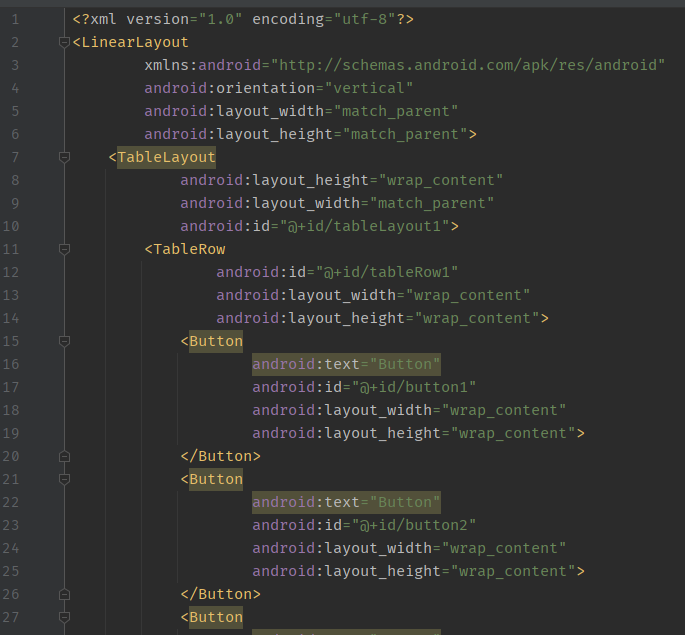 1 <?xml version="1.0" encoding="utf-8"?>
2 <LinearLayout
3 xmlns:android="http://schemas.android.com/apk/res/android"
4 android:orientation="vertical"
5 android:layout_width="match_parent"
6 android:layout_height="match_parent">
7 <TableLayout
8 android:layout_height="wrap_content"
9 android:layout_width="match_parent"
10 android:id="@+id/tableLayout1">
11 <TableRow
12 android:id="@+id/tableRow1"
13 android:layout_width="wrap_content"
14 android:layout_height="wrap_content">
15 <Button
16 android:text="Button"
17 android:id="@+id/button1"
18 android:layout_width="wrap_content"
19 android:layout_height="wrap_content">
20 </Button>
21 <Button
22 android:text="Button"
23 android:id="@+id/button2"
24 android:layout_width="wrap_content"
25 android:layout_height="wrap_content">
26 </Button>
27 <Button